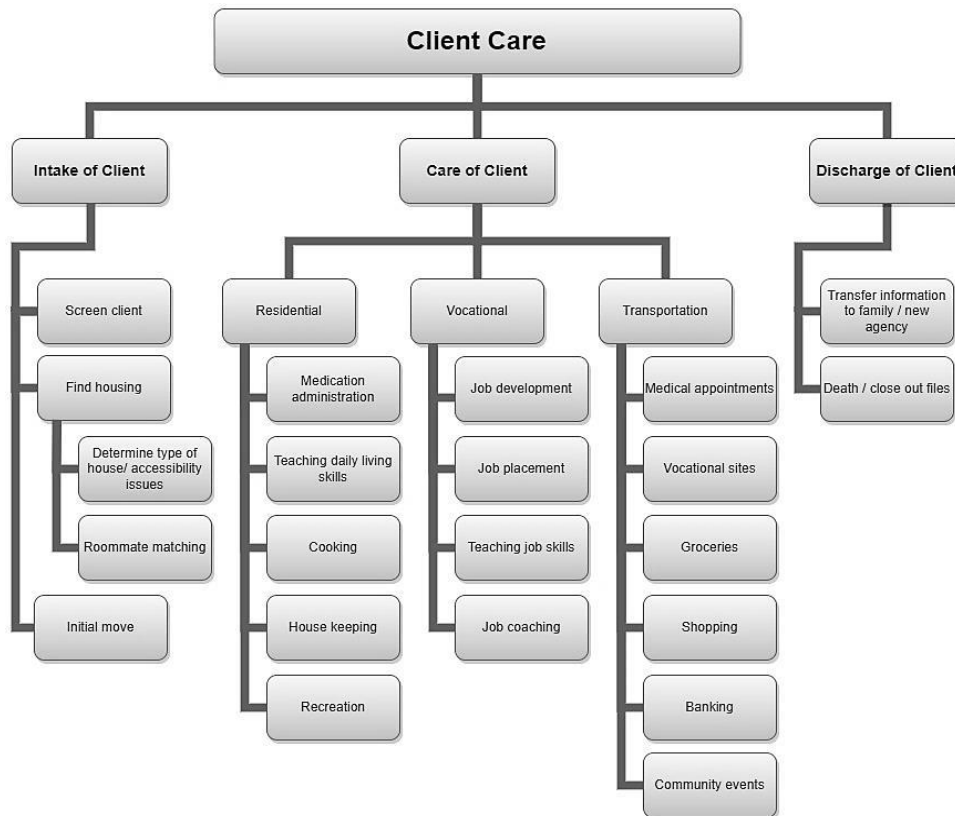 Client Care
Intake of Client
Care of Client
Discharge of Client
Screen client
Find housing
Determine type of
house/ accessibility
issues
Roommate matching
Initial move
Residential
Medication
administration
Teaching daily living
skills
Cooking
House keeping
Recreation
Vocational
Job development
Job placement
Teaching job skills
Job coaching
Transportation
Medical appointments
Vocational sites
Groceries
Shopping
Banking
Community events
Transfer information
to family / new
agency
Death / close out files